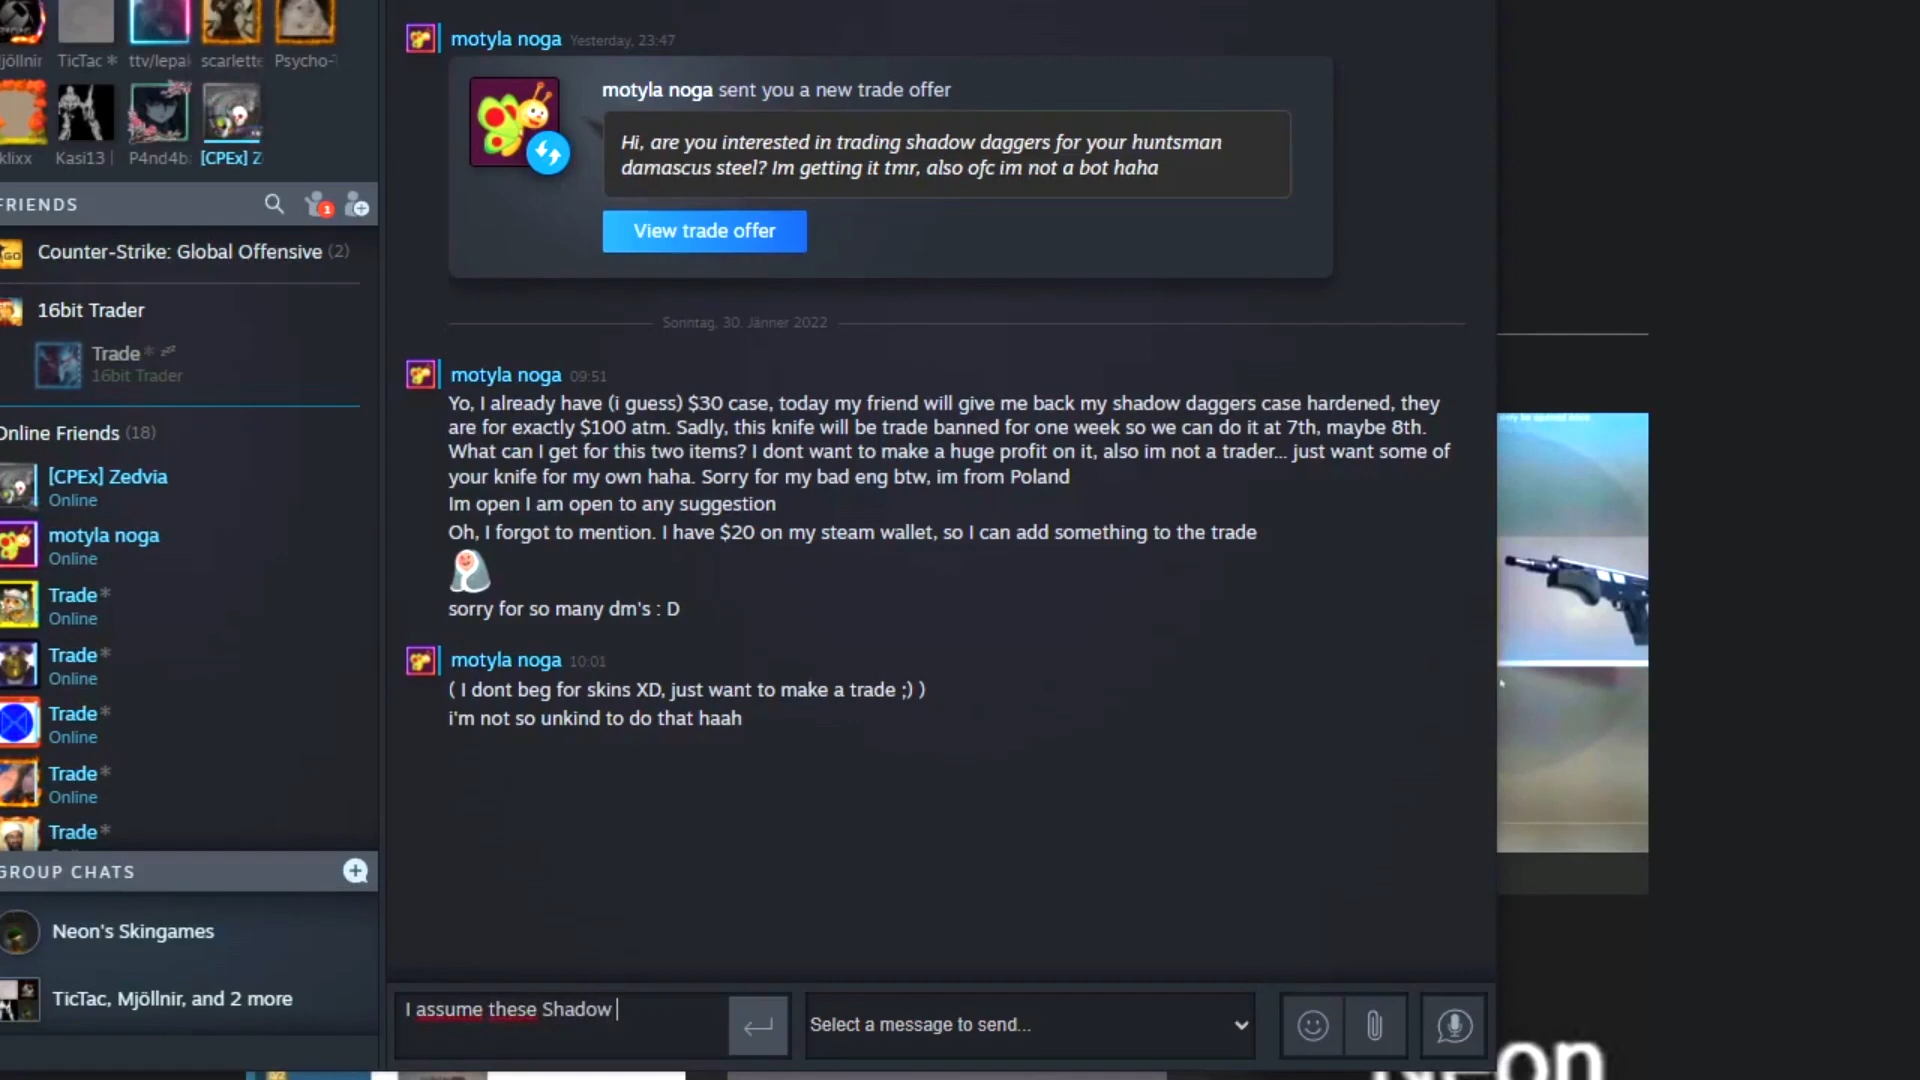 jöllnir TicTac * ttv/lepal scarlette Psycho-
klixx Kasi13 | P4nd4b [CPEx] Z
FRIENDS
1
Counter-Strike: Global Offensive (2)
16bit Trader
Trade * zzz
16bit Trader
Online Friends (18)
[CPEx] Zedvia
Online
motyla noga
Online
Trade *
Online
Trade *
Online
Trade *
Online
Trade *
Online
Trade *
GROUP CHATS
Neon's Skingames
TicTac, Mjöllnir, and 2 more
motyla noga Yesterday, 23:47
motyla noga sent you a new trade offer
Hi, are you interested in trading shadow daggers for your huntsman
damascus steel? Im getting it tmr, also ofc im not a bot haha
View trade offer
Sonntag, 30. Jänner 2022
motyla noga 09:51
Yo, I already have (i guess) $30 case, today my friend will give me back my shadow daggers case hardened, they
are for exactly $100 atm. Sadly, this knife will be trade banned for one week so we can do it at 7th, maybe 8th.
What can I get for this two items? I dont want to make a huge profit on it, also im not a trader... just want some of
your knife for my own haha. Sorry for my bad eng btw, im from Poland
Im open I am open to any suggestion
Oh, I forgot to mention. I have $20 on my steam wallet, so I can add something to the trade
sorry for so many dm's : D
motyla noga 10:01
( I dont beg for skins XD, just want to make a trade ;) )
i'm not so unkind to do that haah
I assume these Shadow
Select a message to send...